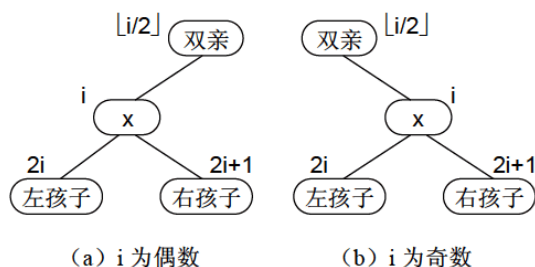 ⌊i/2⌋ 双亲
i
x
2i 2i+1
左孩子 右孩子
(a) i 为偶数
双亲 ⌊i/2⌋
i
x
2i 2i+1
左孩子 右孩子
(b) i 为奇数